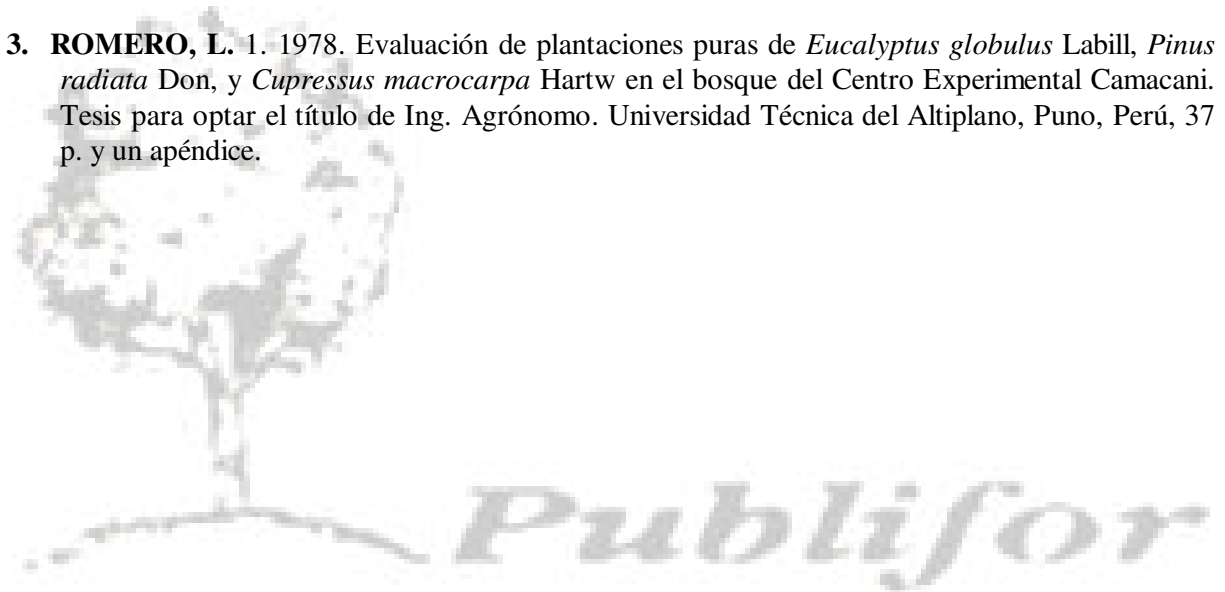 3. ROMERO, L. 1. 1978. Evaluación de plantaciones puras de Eucalyptus globulus Labill, Pinus
radiata Don, y Cupressus macrocarpa Hartw en el bosque del Centro Experimental Camacani.
Tesis para optar el título de Ing. Agrónomo. Universidad Técnica del Altiplano, Puno, Perú, 37
p. y un apéndice.
Publifor